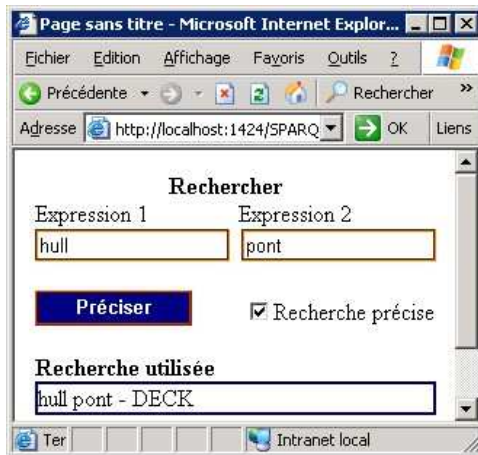 Page sans titre - Microsoft Internet Explor...
Fichier Edition Affichage Favoris Outils ?
Précédente Rechercher »
Adresse http://localhost:1424/SPARQ OK Liens
Rechercher
Expression 1 Expression 2
hull pont
Préciser Recherche précise
Recherche utilisée
hull pont - DECK
Ter Intranet local